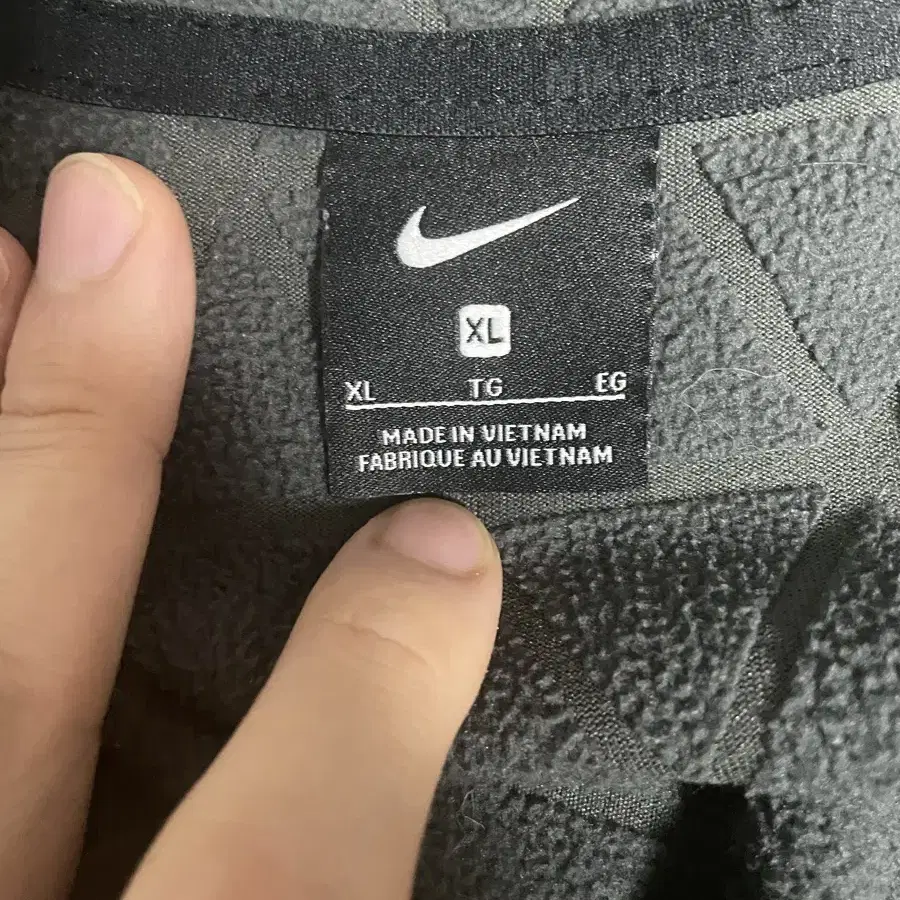 XL
XL TG EG
MADE IN VIETNAM
FABRIQUE AU VIETNAM